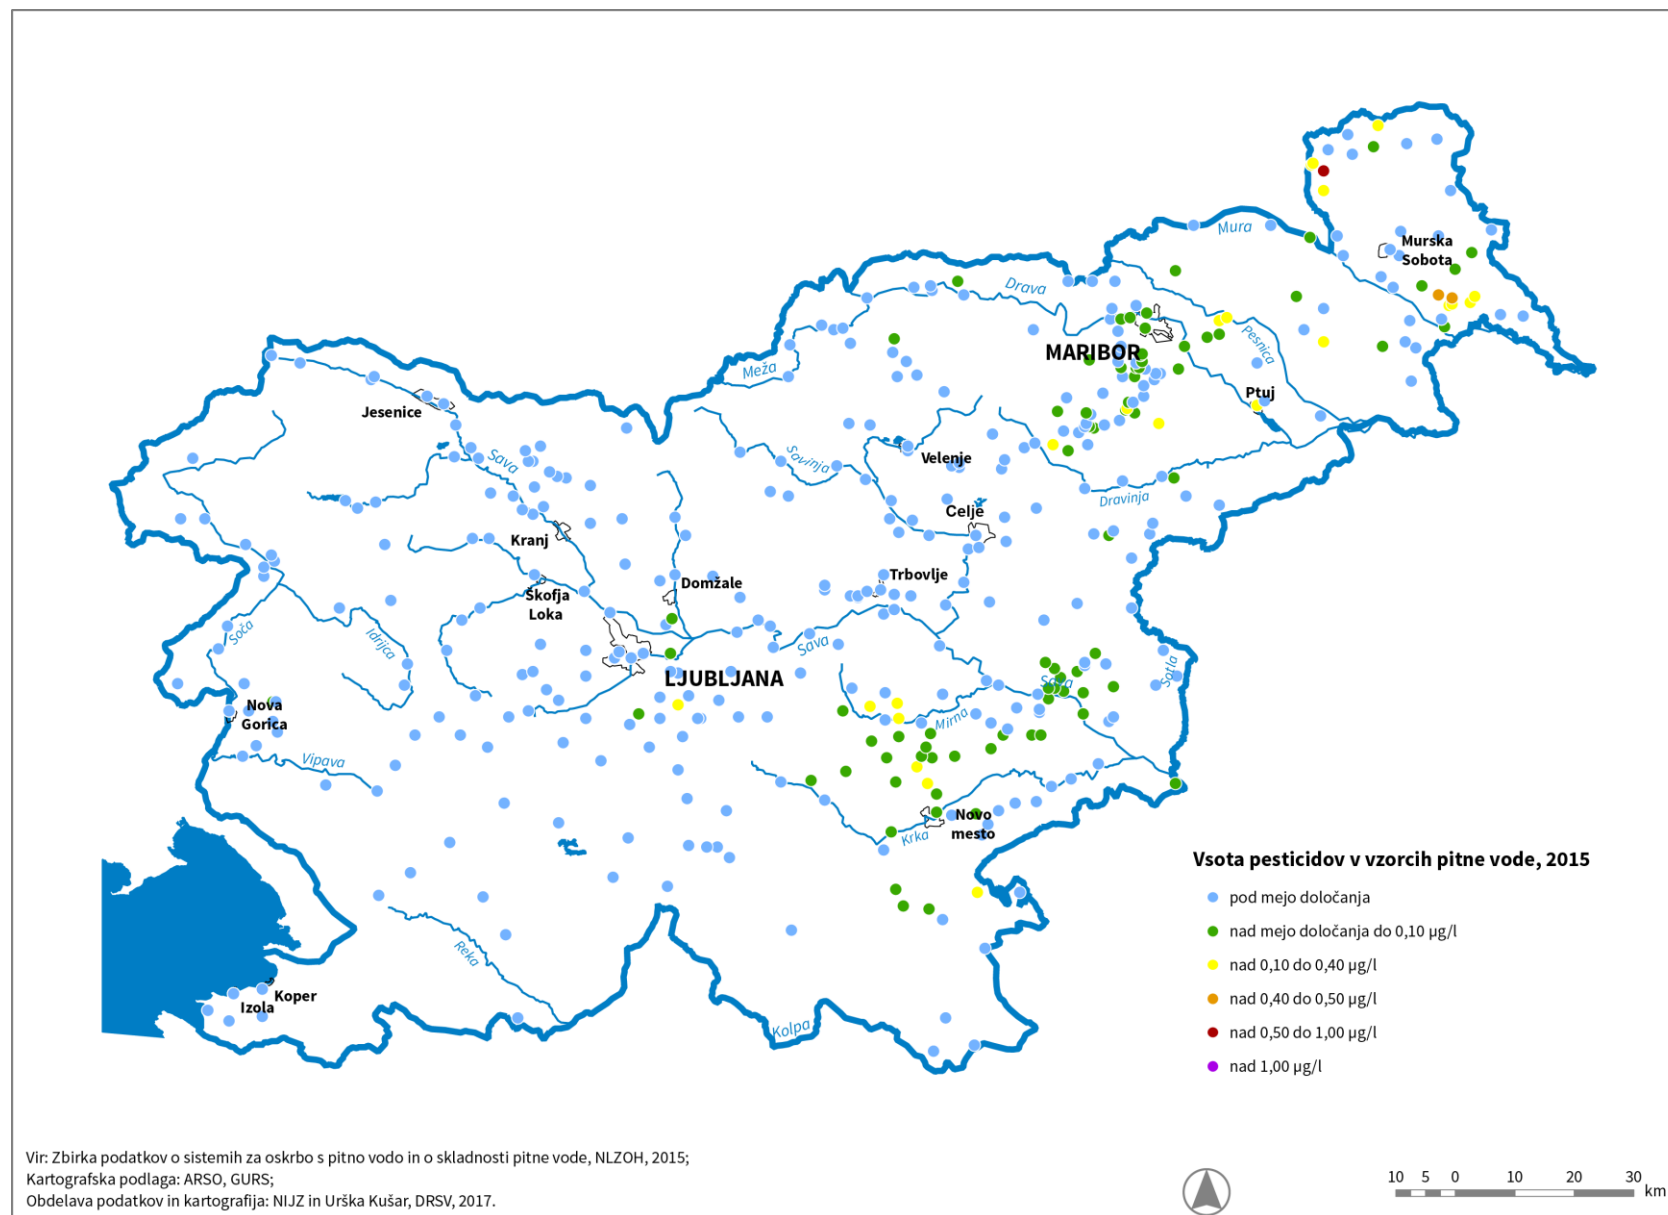 Mura
Murska
Sobota
Drava
Pesnica
MARIBOR
Meža
Ptuj
Jesenice
Sava
Savinja
Velenje
Dravinja
Celje
Kranj
Trbovlje
Domžale
Škofja
Loka
Soča
Idrijca
Sava
Sotla
LJUBLJANA
Sava
Nova
Gorica
Mirna
Vipava
Novo
mesto
Krka
Reka
Koper
Izola
Kolpa
Vsota pesticidov v vzorcih pitne vode, 2015
pod mejo določanja
nad mejo določanja do 0,10 µg/l
nad 0,10 do 0,40 µg/l
nad 0,40 do 0,50 µg/l
nad 0,50 do 1,00 µg/l
nad 1,00 µg/l
Vir: Zbirka podatkov o sistemih za oskrbo s pitno vodo in o skladnosti pitne vode, NLZOH, 2015;
Kartografska podlaga: ARSO, GURS;
Obdelava podatkov in kartografija: NIJZ in Urška Kušar, DRSV, 2017.
10 5 0 10 20 30
km